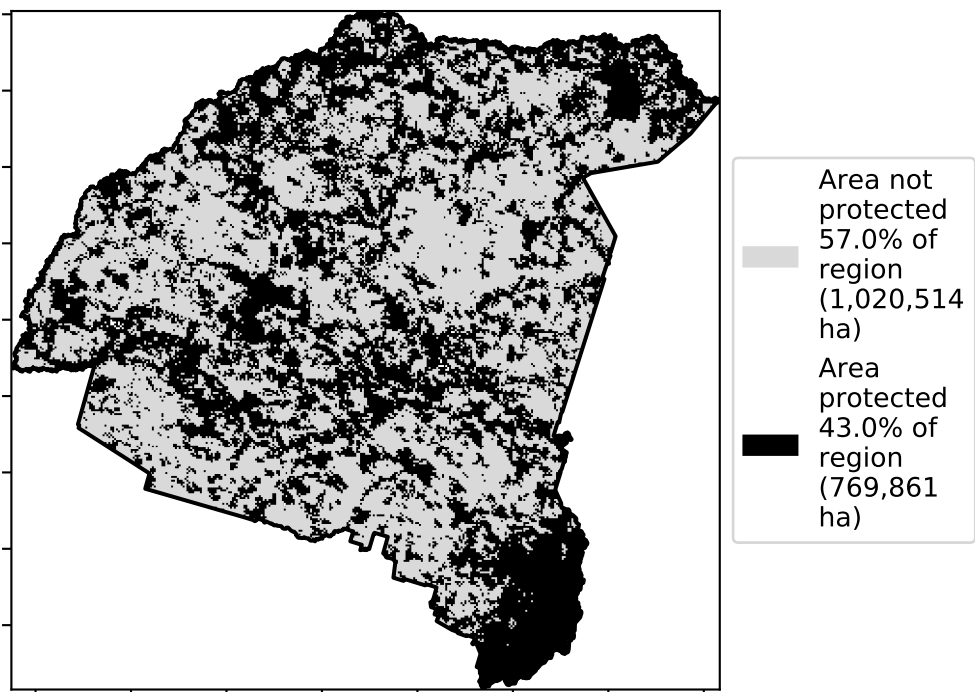 Area not
protected
57.0% of
region
(1,020,514
ha)
Area
protected
43.0% of
region
(769,861
ha)